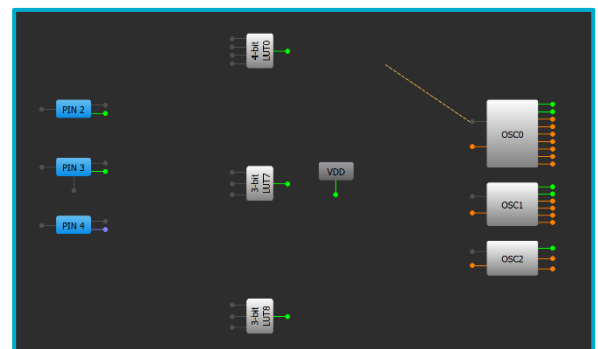 4-bit
LUT0
PIN 2
OSC0
PIN 3
3-bit
LUT7
VDD
OSC1
PIN 4
OSC2
3-bit
LUT8